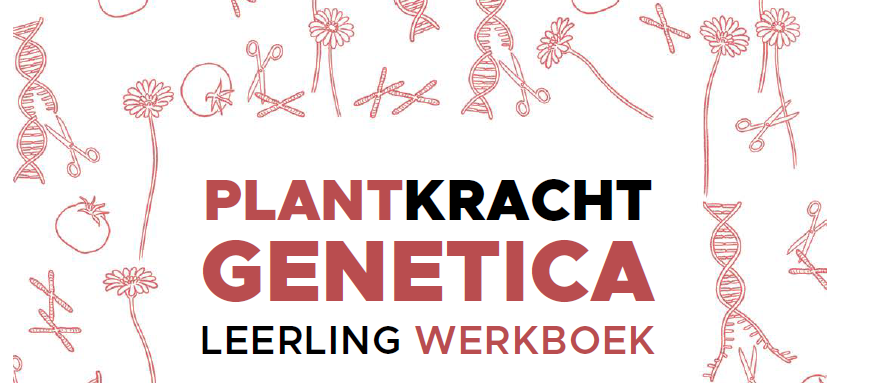 PLANTKRACHT
GENETICA
LEERLING WERKBOEK